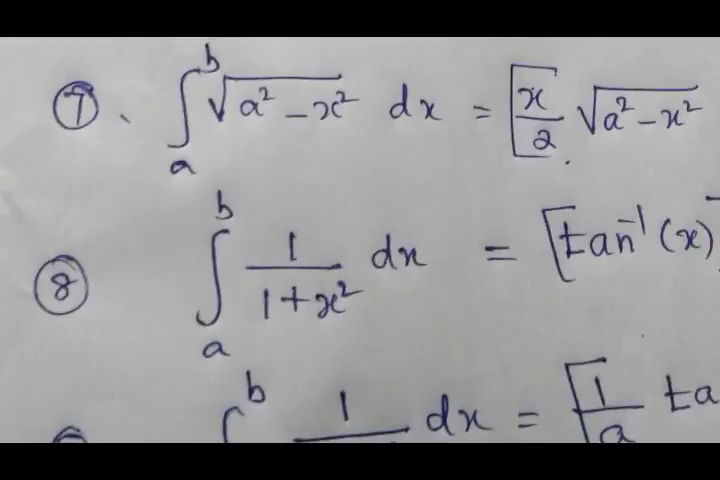 ⑦. ∫_a^b √(a² - x²) dx = [x/2 √(a² - x²)
⑧ ∫_a^b 1/(1+x²) dx = [tan⁻¹(x)]
∫^b 1/ dx = [1/a ta